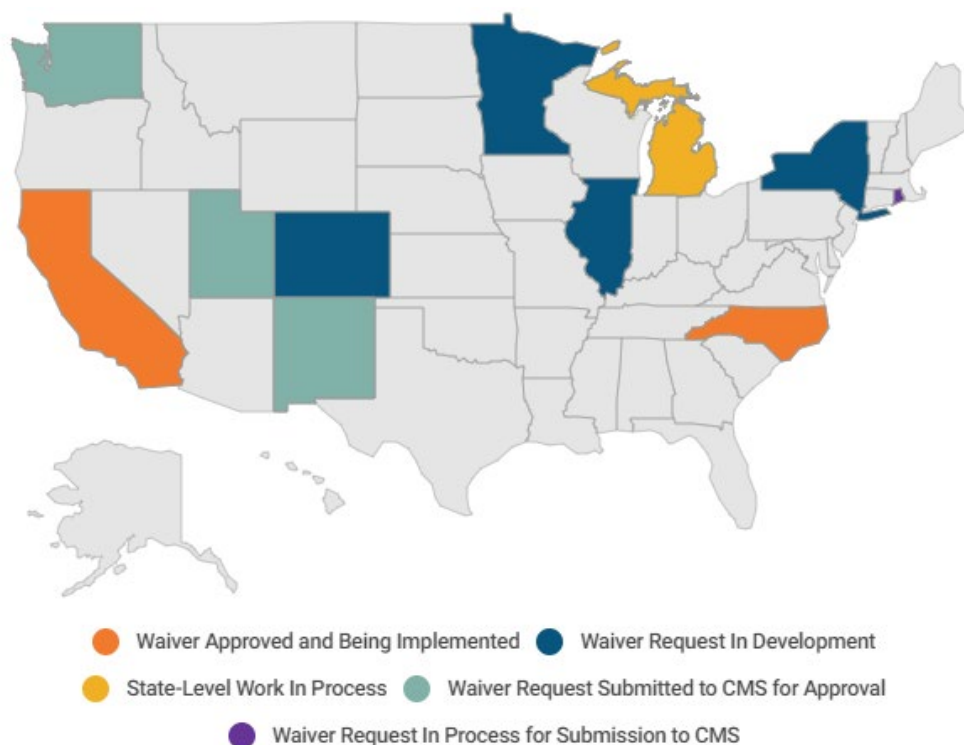 Waiver Approved and Being Implemented Waiver Request In Development
State-Level Work In Process Waiver Request Submitted to CMS for Approval
Waiver Request In Process for Submission to CMS